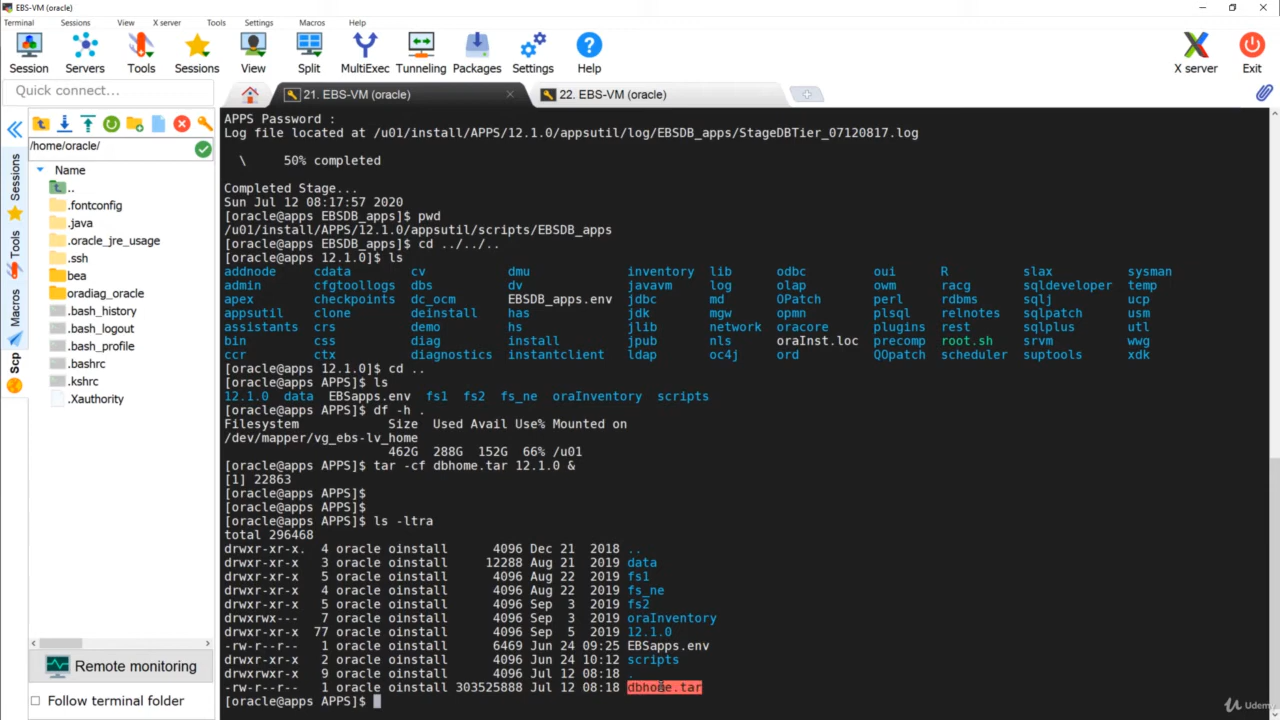 EBS-VM (oracle)
Terminal Sessions View X server Tools Settings Macros Help
Session Servers Tools Sessions View Split MultiExec Tunneling Packages Settings Help X server Exit
Quick connect...
21. EBS-VM (oracle)
22. EBS-VM (oracle)
/home/oracle/
Sessions
Tools
Macros
Scp
Name
..
.fontconfig
.java
.oracle_jre_usage
.ssh
bea
oradiag_oracle
.bash_history
.bash_logout
.bash_profile
.bashrc
.kshrc
.Xauthority
Remote monitoring
Follow terminal folder
APPS Password :
Log file located at /u01/install/APPS/12.1.0/appsutil/log/EBSDB_apps/StageDBTier_07120817.log
\ 50% completed
Completed Stage...
Sun Jul 12 08:17:57 2020
[oracle@apps EBSDB_apps]$ pwd
/u01/install/APPS/12.1.0/appsutil/scripts/EBSDB_apps
[oracle@apps EBSDB_apps]$ cd ../../..
[oracle@apps 12.1.0]$ ls
addnode cdata cv dmu inventory lib odbc oui R slax sysman
admin cfgtoollogs dbs dv javavm log olap owm racg sqldeveloper temp
apex checkpoints dc_ocm EBSDB_apps.env jdbc md OPatch perl rdbms sqlj ucp
appsutil clone deinstall has jdk mgw opmn plsql relnotes sqlpatch usm
assistants crs demo hs jlib network oracore plugins rest sqlplus utl
bin css diag install jpub nls oraInst.loc precomp root.sh srvm wwg
ccr ctx diagnostics instantclient ldap oc4j ord QOpatch scheduler suptools xdk
[oracle@apps 12.1.0]$ cd ..
[oracle@apps APPS]$ ls
12.1.0 data EBSapps.env fs1 fs2 fs_ne oraInventory scripts
[oracle@apps APPS]$ df -h .
Filesystem Size Used Avail Use% Mounted on
/dev/mapper/vg_ebs-lv_home
462G 288G 152G 66% /u01
[oracle@apps APPS]$ tar -cf dbhome.tar 12.1.0 &
[1] 22863
[oracle@apps APPS]$
[oracle@apps APPS]$
[oracle@apps APPS]$ ls -ltra
total 296468
drwxr-xr-x. 4 oracle oinstall 4096 Dec 21 2018 ..
drwxr-xr-x 3 oracle oinstall 12288 Aug 21 2019 data
drwxr-xr-x 5 oracle oinstall 4096 Aug 22 2019 fs1
drwxr-xr-x 4 oracle oinstall 4096 Aug 22 2019 fs_ne
drwxr-xr-x 5 oracle oinstall 4096 Sep 3 2019 fs2
drwxrwx--- 7 oracle oinstall 4096 Sep 3 2019 oraInventory
drwxr-xr-x 77 oracle oinstall 4096 Sep 5 2019 12.1.0
-rw-r--r-- 1 oracle oinstall 6469 Jun 24 09:25 EBSapps.env
drwxr-xr-x 2 oracle oinstall 4096 Jun 24 10:12 scripts
drwxrwxr-x 9 oracle oinstall 4096 Jul 12 08:18 .
-rw-r--r-- 1 oracle oinstall 303525888 Jul 12 08:18 dbhome.tar
[oracle@apps APPS]$
Udemy